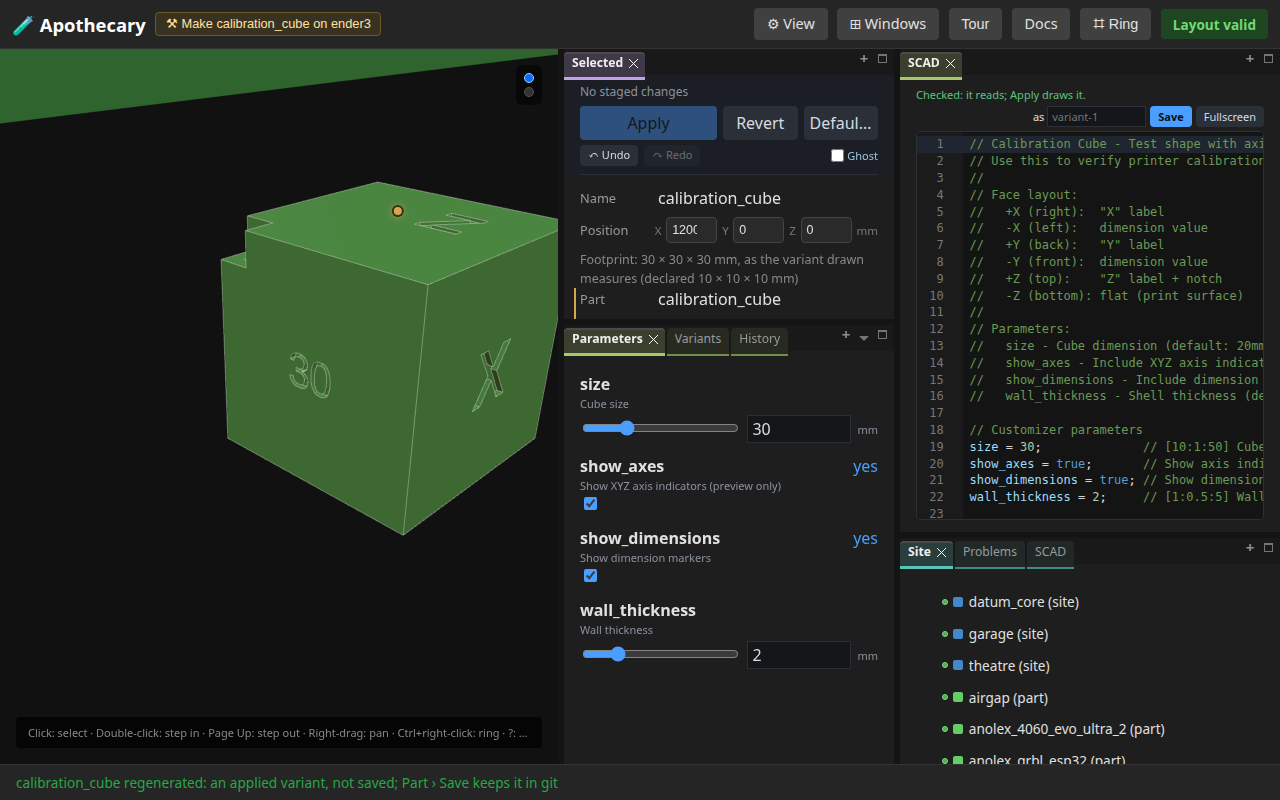 Apothecary
⚒ Make calibration_cube on ender3
⚙ View
⊞ Windows
Tour
Docs
⌗ Ring
Layout valid
Z
30
X
Click: select · Double-click: step in · Page Up: step out · Right-drag: pan · Ctrl+right-click: ring · ?: ...
Selected
No staged changes
Apply
Revert
Defaul...
↶ Undo
↷ Redo
Ghost
Name calibration_cube
Position X 1200 Y 0 Z 0 mm
Footprint: 30 × 30 × 30 mm, as the variant drawn
measures (declared 10 × 10 × 10 mm)
Part calibration_cube
Parameters
Variants
History
size
Cube size
30 mm
show_axes yes
Show XYZ axis indicators (preview only)
show_dimensions yes
Show dimension markers
wall_thickness
Wall thickness
2 mm
SCAD
Checked: it reads; Apply draws it.
as variant-1 Save Fullscreen
1 // Calibration Cube - Test shape with axi
2 // Use this to verify printer calibration
3 //
4 // Face layout:
5 //   +X (right):  "X" label
6 //   -X (left):   dimension value
7 //   +Y (back):   "Y" label
8 //   -Y (front):  dimension value
9 //   +Z (top):    "Z" label + notch
10 //   -Z (bottom): flat (print surface)
11 //
12 // Parameters:
13 //   size - Cube dimension (default: 20mm
14 //   show_axes - Include XYZ axis indicat
15 //   show_dimensions - Include dimension
16 //   wall_thickness - Shell thickness (de
17
18 // Customizer parameters
19 size = 30;             // [10:1:50] Cube
20 show_axes = true;      // Show axis indi
21 show_dimensions = true; // Show dimension
22 wall_thickness = 2;    // [1:0.5:5] Wall
23
Site
Problems
SCAD
datum_core (site)
garage (site)
theatre (site)
airgap (part)
anolex_4060_evo_ultra_2 (part)
anolex_grbl_esp32 (part)
calibration_cube regenerated: an applied variant, not saved; Part › Save keeps it in git